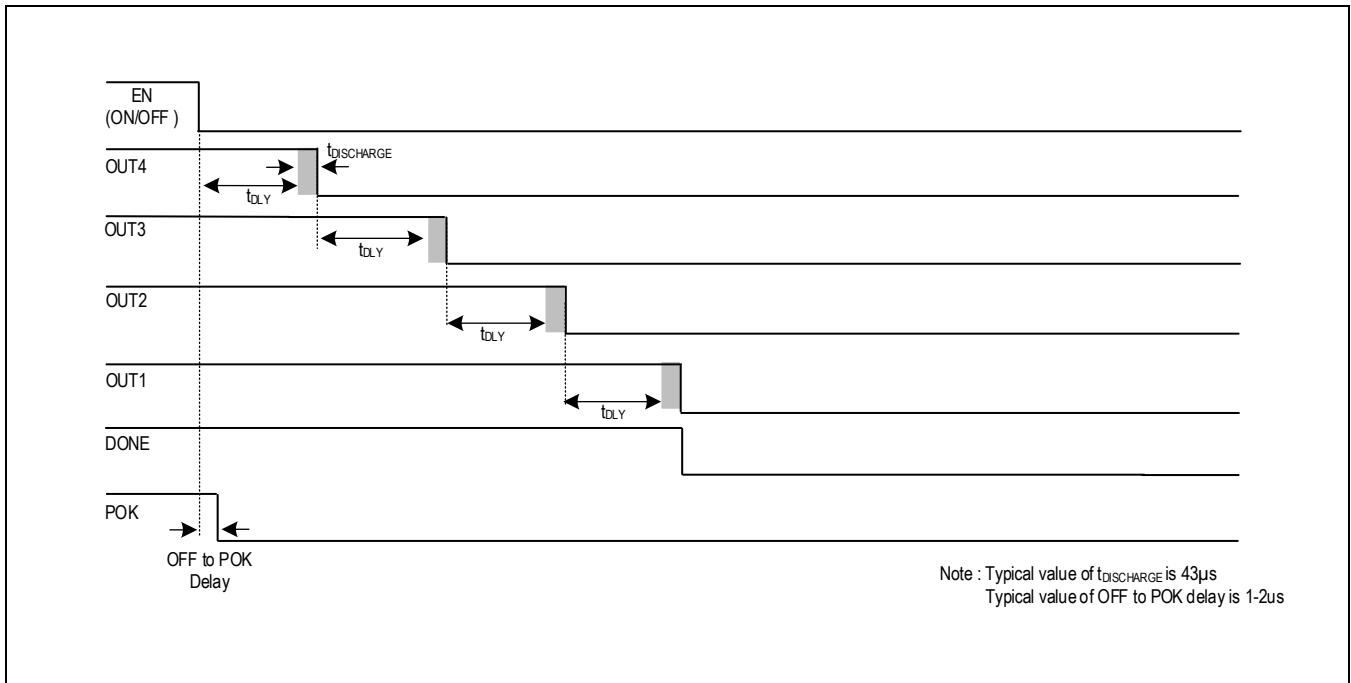 EN
(ON/OFF )
OUT4
tDISCHARGE
tDLY
OUT3
tDLY
OUT2
tDLY
OUT1
tDLY
DONE
POK
OFF to POK
Delay
Note : Typical value of tDISCHARGE is 43µs
Typical value of OFF to POK delay is 1-2us